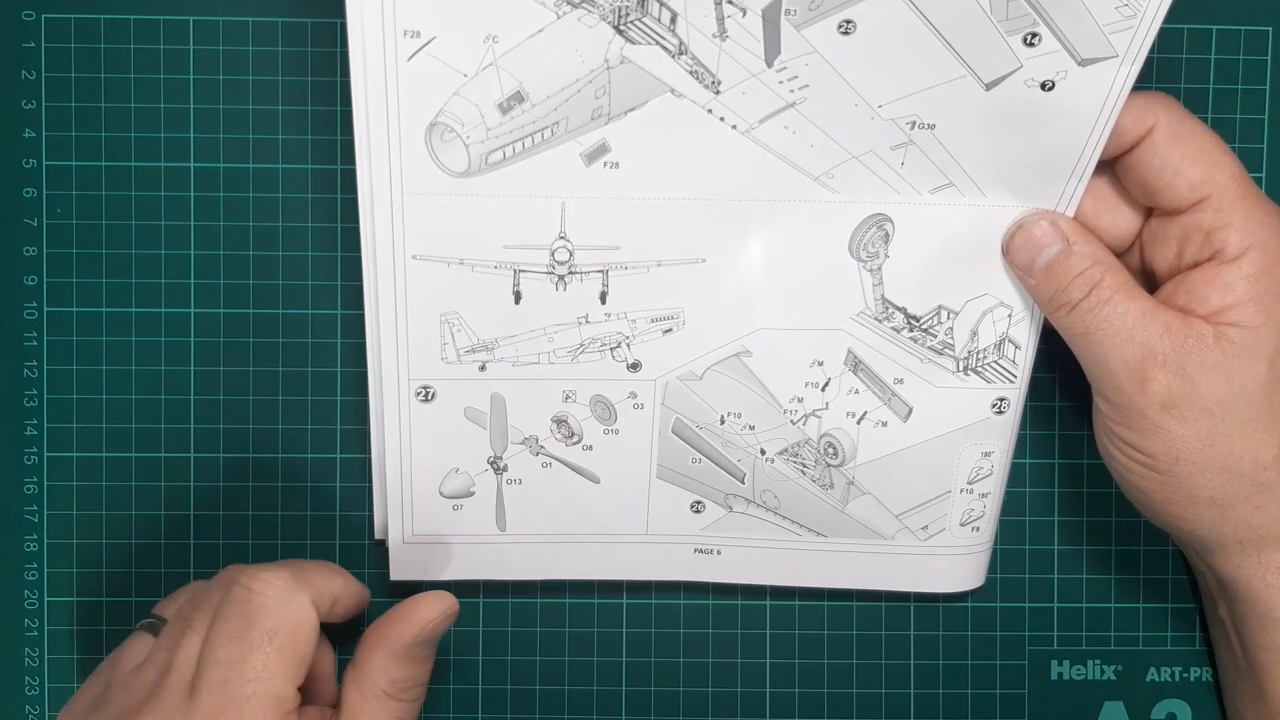 0
1
2
3
4
5
6
7
8
9
10
11
12
13
14
15
16
17
18
19
20
21
22
23
24
F28
C
B3
25
14
?
G30
F28
27
O3
O10
O8
O1
O13
O7
M
F10
D6
A
M
F17
F9
M
F10
M
F9
D3
26
28
180°
F10
180°
F9
PAGE 6
Helix® ART-PR
A2